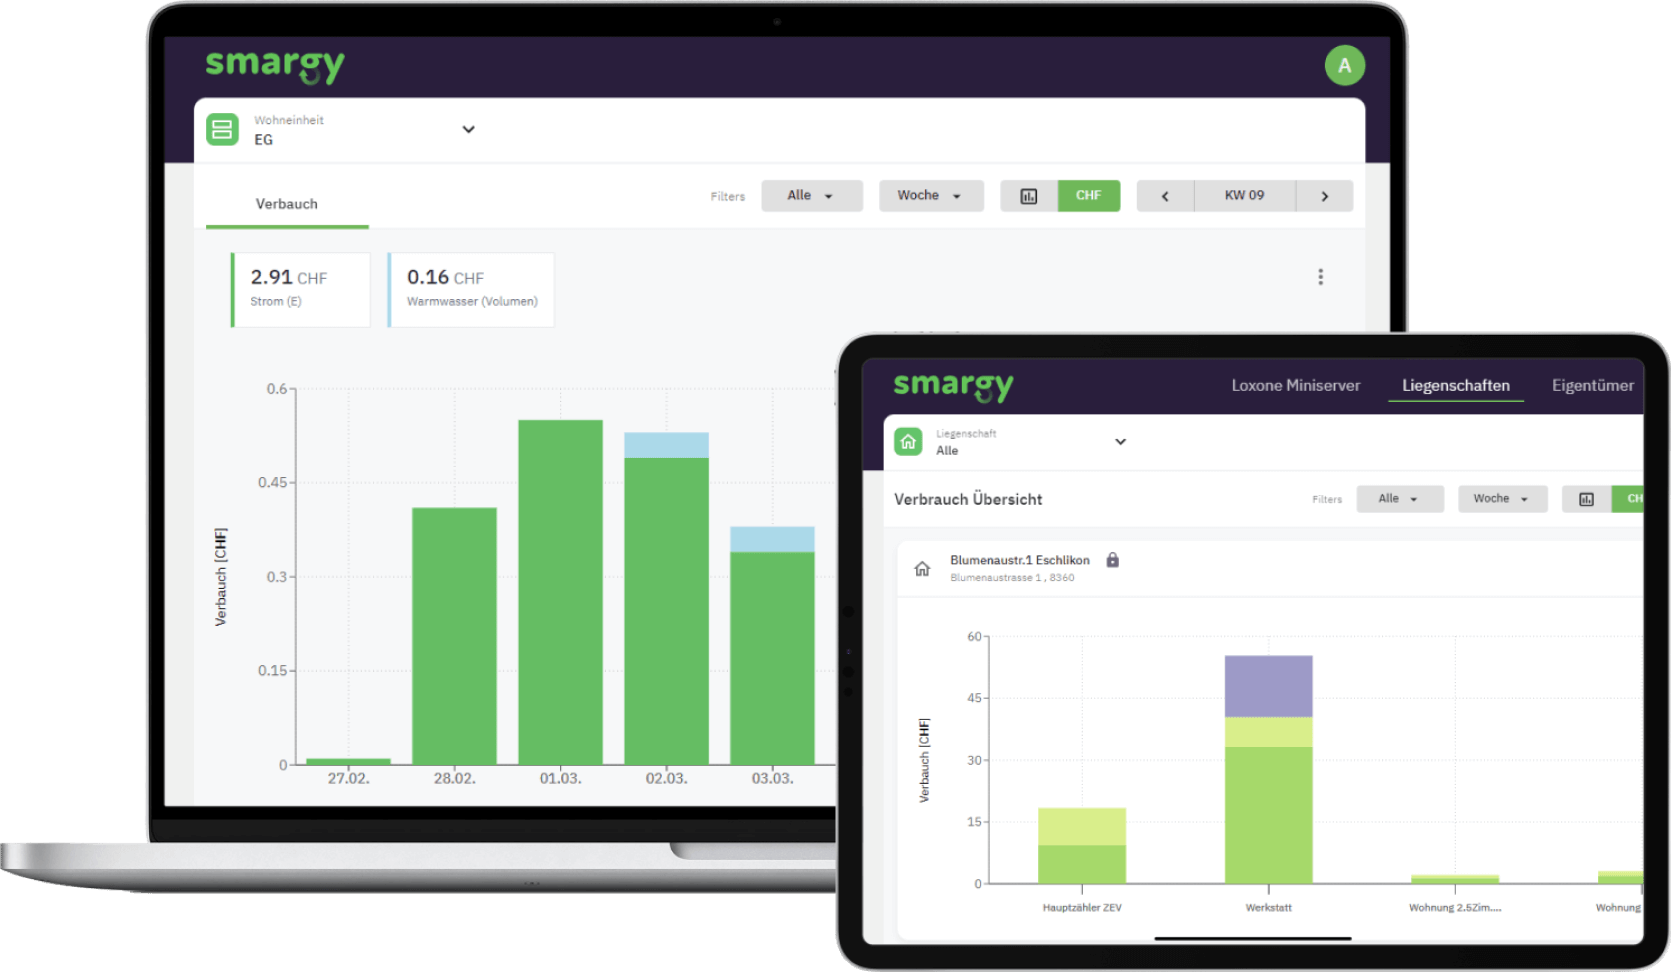 smargy
A
Wohneinheit
EG
Verbauch
Filters
Alle
Woche
CHF
KW 09
2.91 CHF
Strom (E)
0.16 CHF
Warmwasser (Volumen)
Verbauch [CHF]
0.6
0.45
0.3
0.15
0
27.02.
28.02.
01.03.
02.03.
03.03.
smargy
Loxone Miniserver
Liegenschaften
Eigentümer
Liegenschaft
Alle
Verbrauch Übersicht
Filters
Alle
Woche
CH
Blumenaustr.1 Eschlikon
Blumenaustrasse 1 , 8360
Verbauch [CHF]
60
45
30
15
0
Hauptzähler ZEV
Werkstatt
Wohnung 2.5Zim....
Wohnung